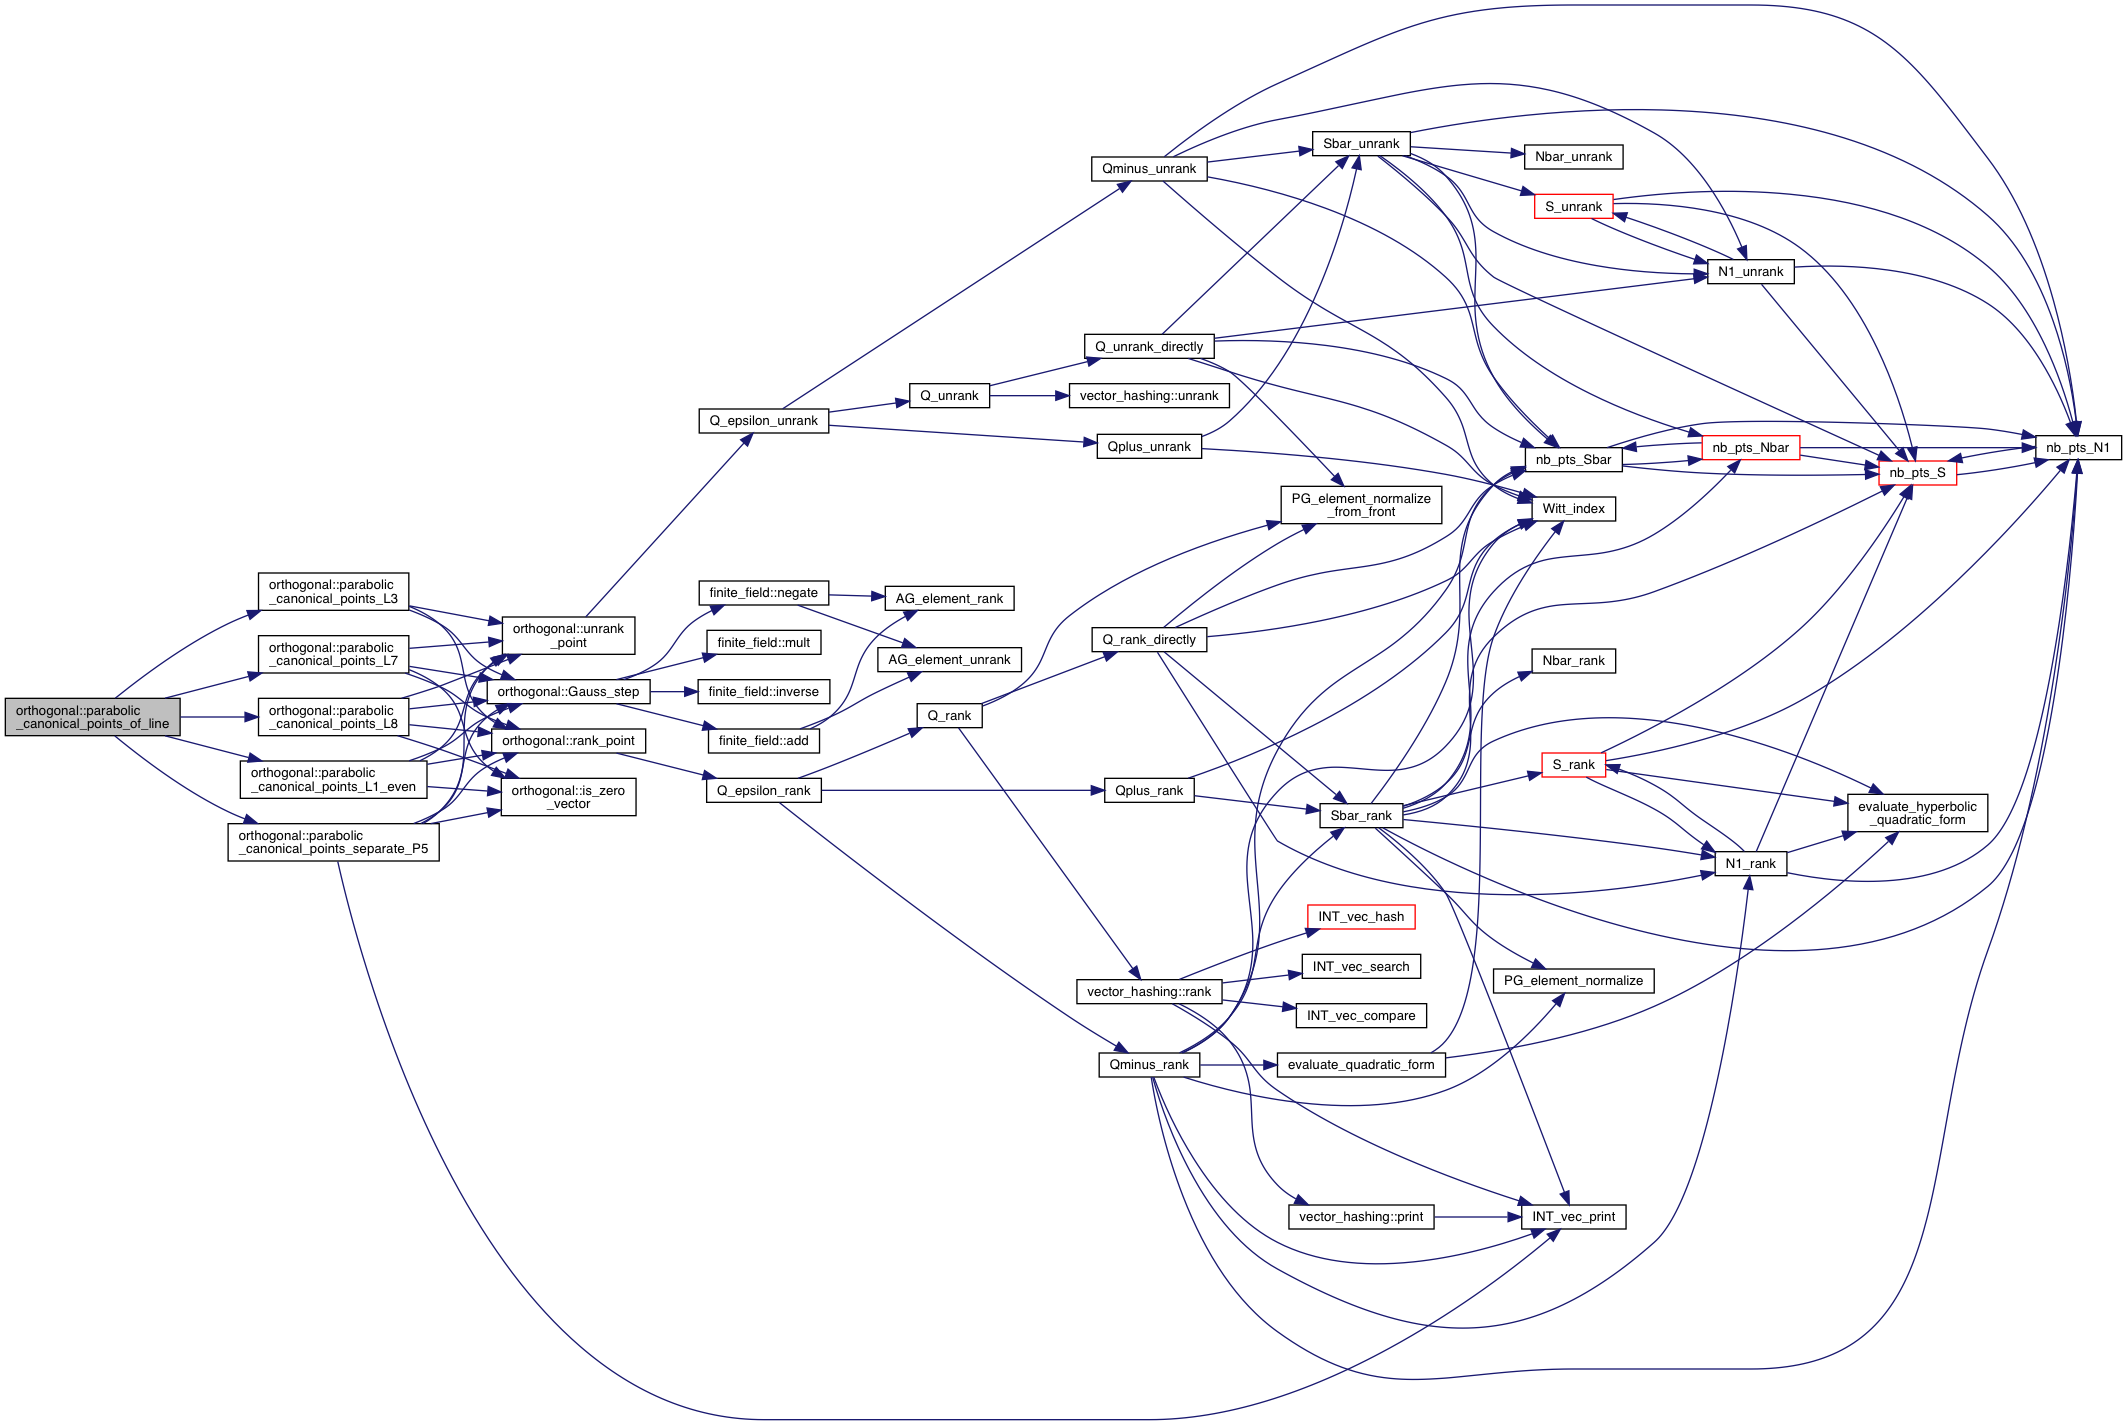 orthogonal::parabolic
_canonical_points_of_line
orthogonal::parabolic
_canonical_points_L3
orthogonal::parabolic
_canonical_points_L7
orthogonal::parabolic
_canonical_points_L8
orthogonal::parabolic
_canonical_points_L1_even
orthogonal::parabolic
_canonical_points_separate_P5
orthogonal::unrank
_point
orthogonal::Gauss_step
orthogonal::rank_point
orthogonal::is_zero
_vector
Q_epsilon_unrank
finite_field::negate
finite_field::mult
finite_field::inverse
finite_field::add
Q_epsilon_rank
Q_unrank
AG_element_rank
AG_element_unrank
Q_rank
Qminus_unrank
Q_unrank_directly
vector_hashing::unrank
Qplus_unrank
Q_rank_directly
Qplus_rank
vector_hashing::rank
Qminus_rank
Sbar_unrank
PG_element_normalize
_from_front
Sbar_rank
INT_vec_hash
INT_vec_search
INT_vec_compare
evaluate_quadratic_form
vector_hashing::print
Nbar_unrank
S_unrank
nb_pts_Sbar
Witt_index
Nbar_rank
S_rank
PG_element_normalize
INT_vec_print
N1_unrank
nb_pts_Nbar
N1_rank
nb_pts_S
evaluate_hyperbolic
_quadratic_form
nb_pts_N1